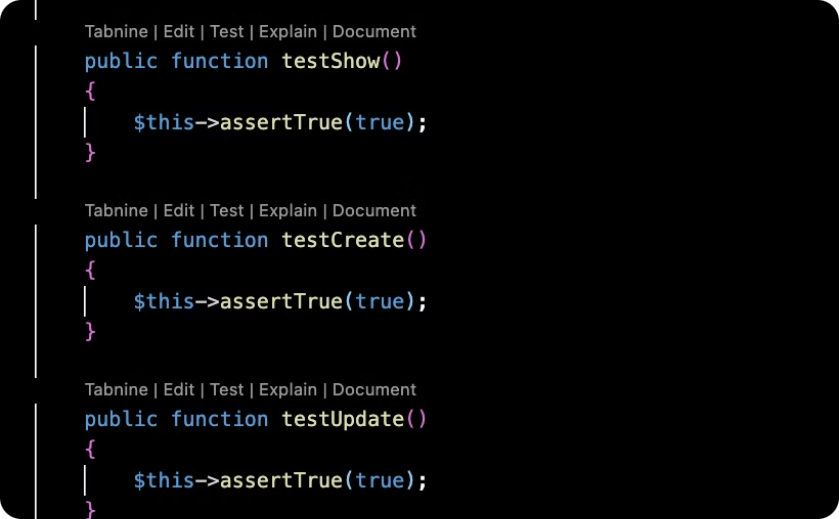 Tabnine | Edit | Test | Explain | Document
public function testShow()
{
$this->assertTrue(true);
}
Tabnine | Edit | Test | Explain | Document
public function testCreate()
{
$this->assertTrue(true);
}
Tabnine | Edit | Test | Explain | Document
public function testUpdate()
{
$this->assertTrue(true);
}